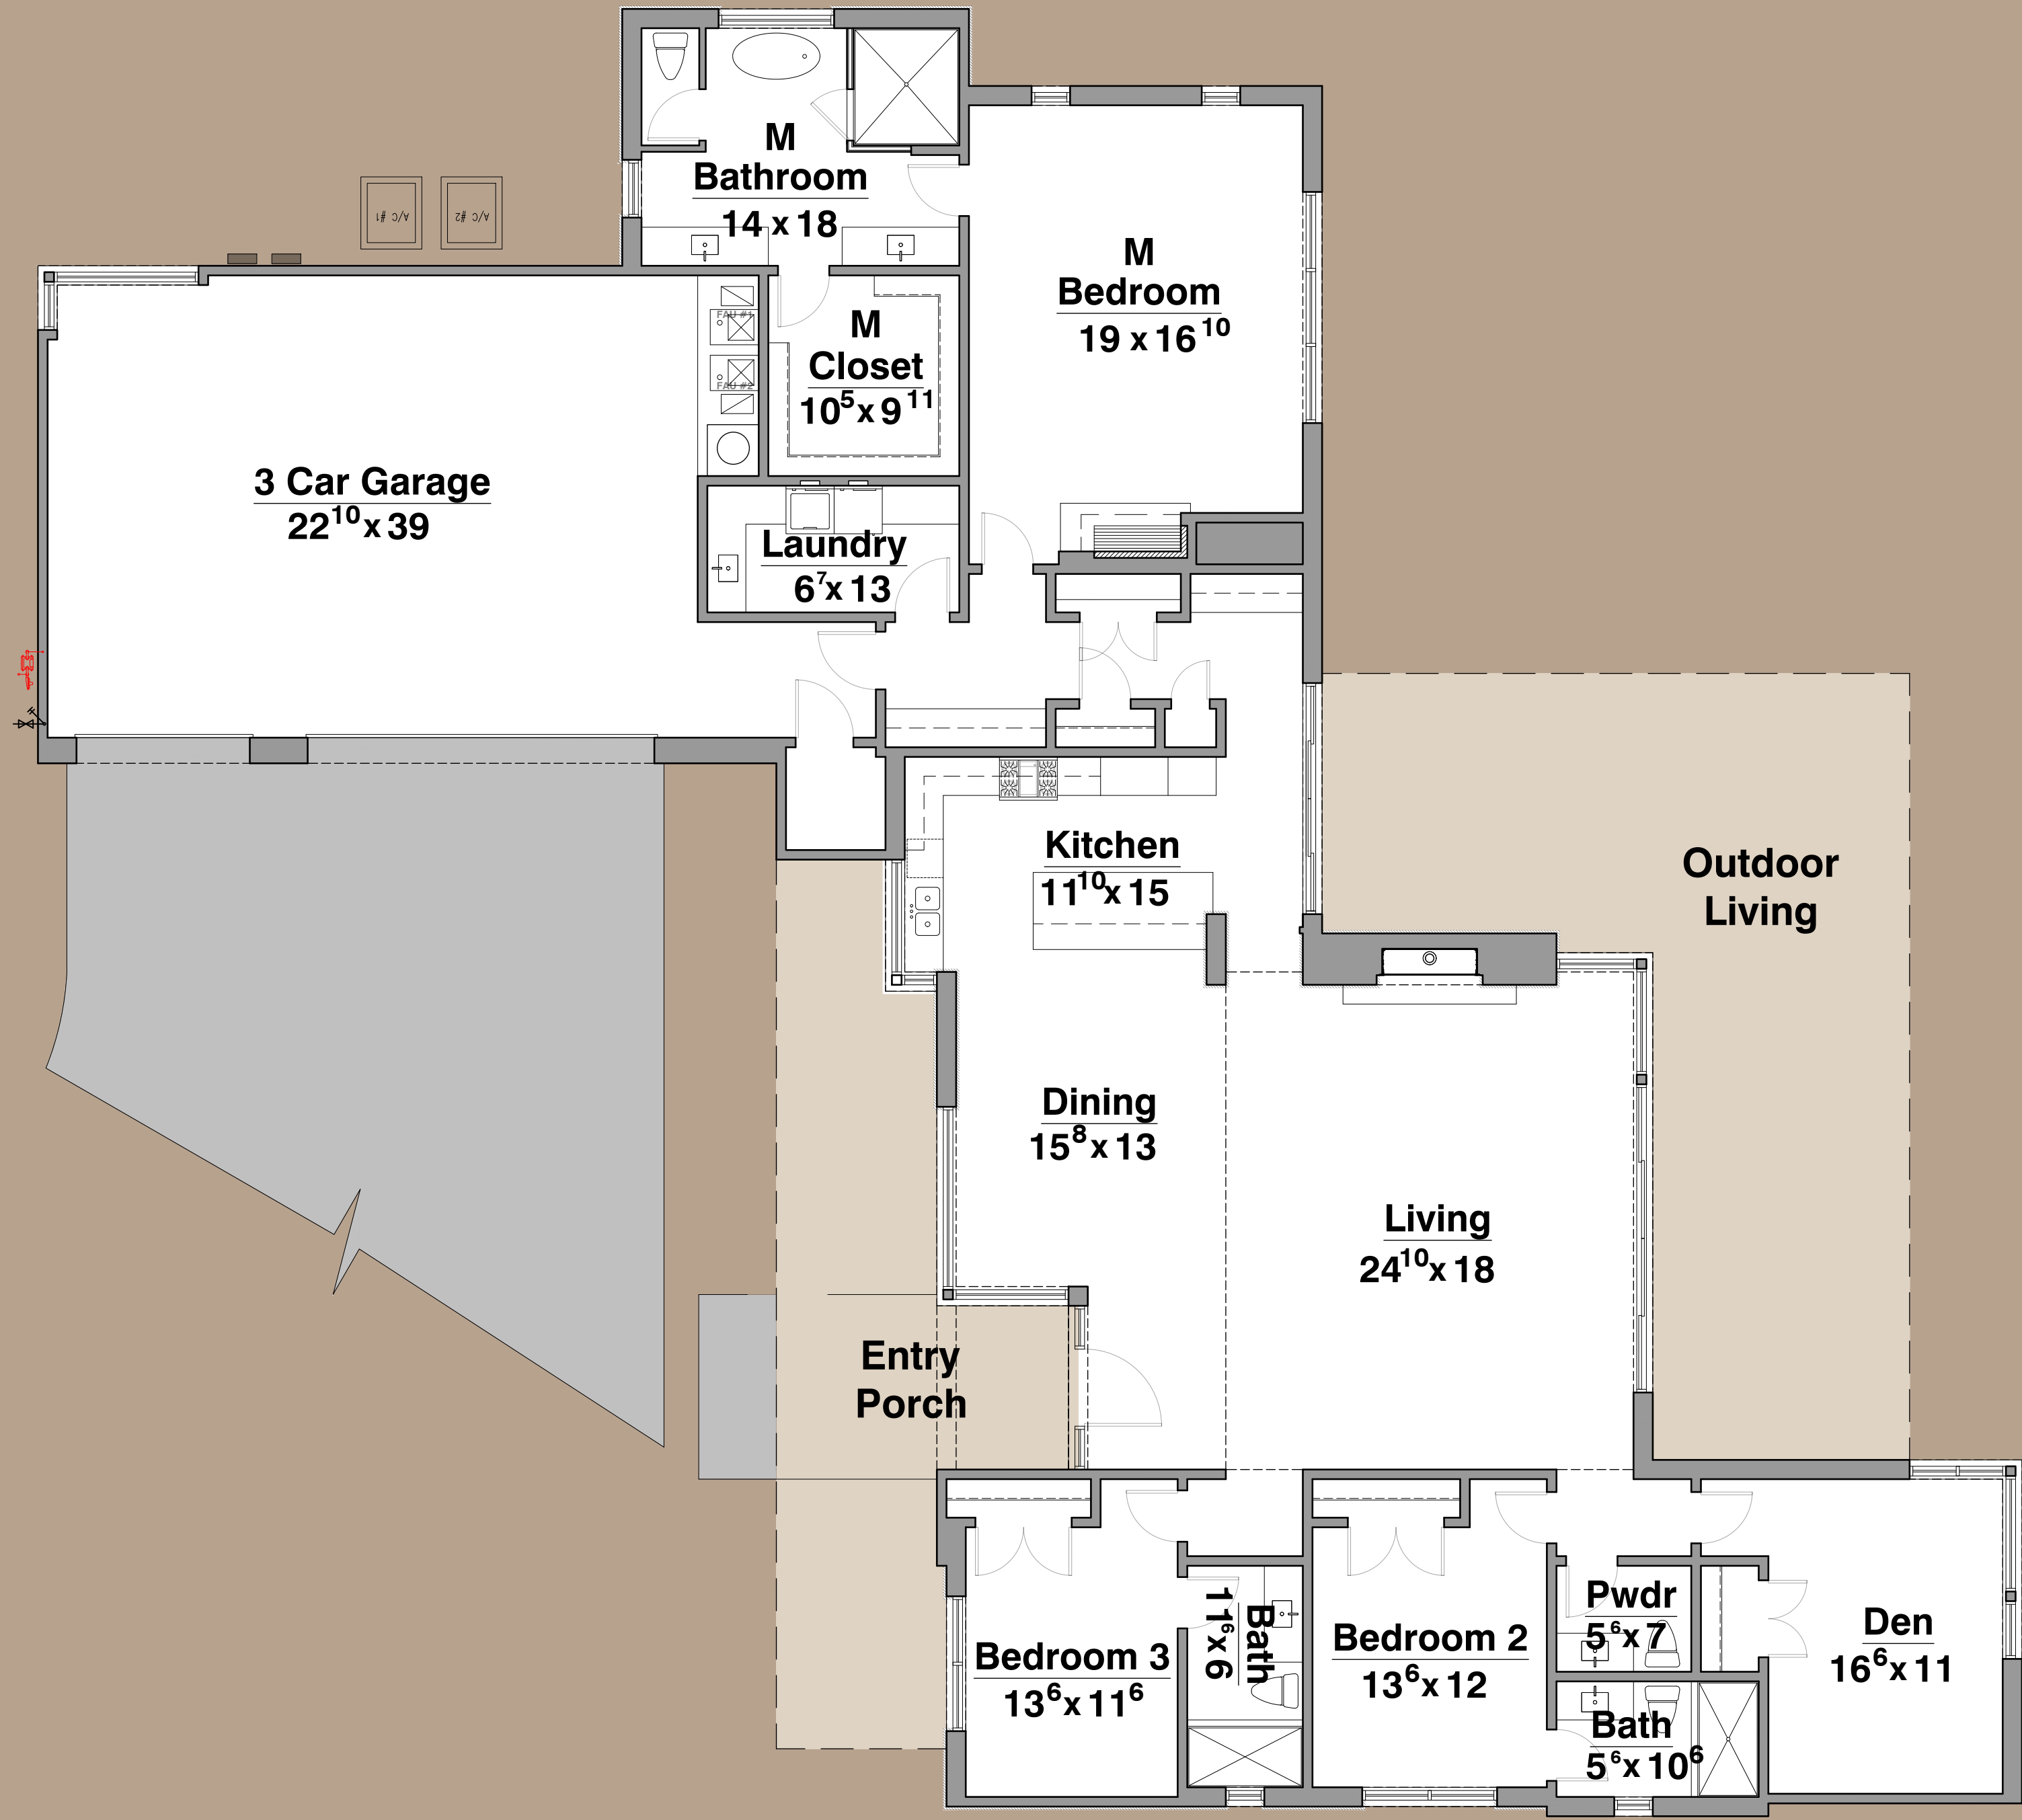 M
Bathroom
14 x 18
A/C #1
A/C #2
M
Bedroom
19 x 16 10
FAU #1
FAU #2
M
Closet
10 5 x 9 11
3 Car Garage
22 10 x 39
Laundry
6 7 x 13
Kitchen
11 10 x 15
Outdoor
Living
Dining
15 8 x 13
Living
24 10 x 18
Entry
Porch
Bedroom 3
13 6 x 11 6
Bath
11 6 x 6
Bedroom 2
13 6 x 12
Pwdr
5 6 x 7
Bath
5 6 x 10 6
Den
16 6 x 11